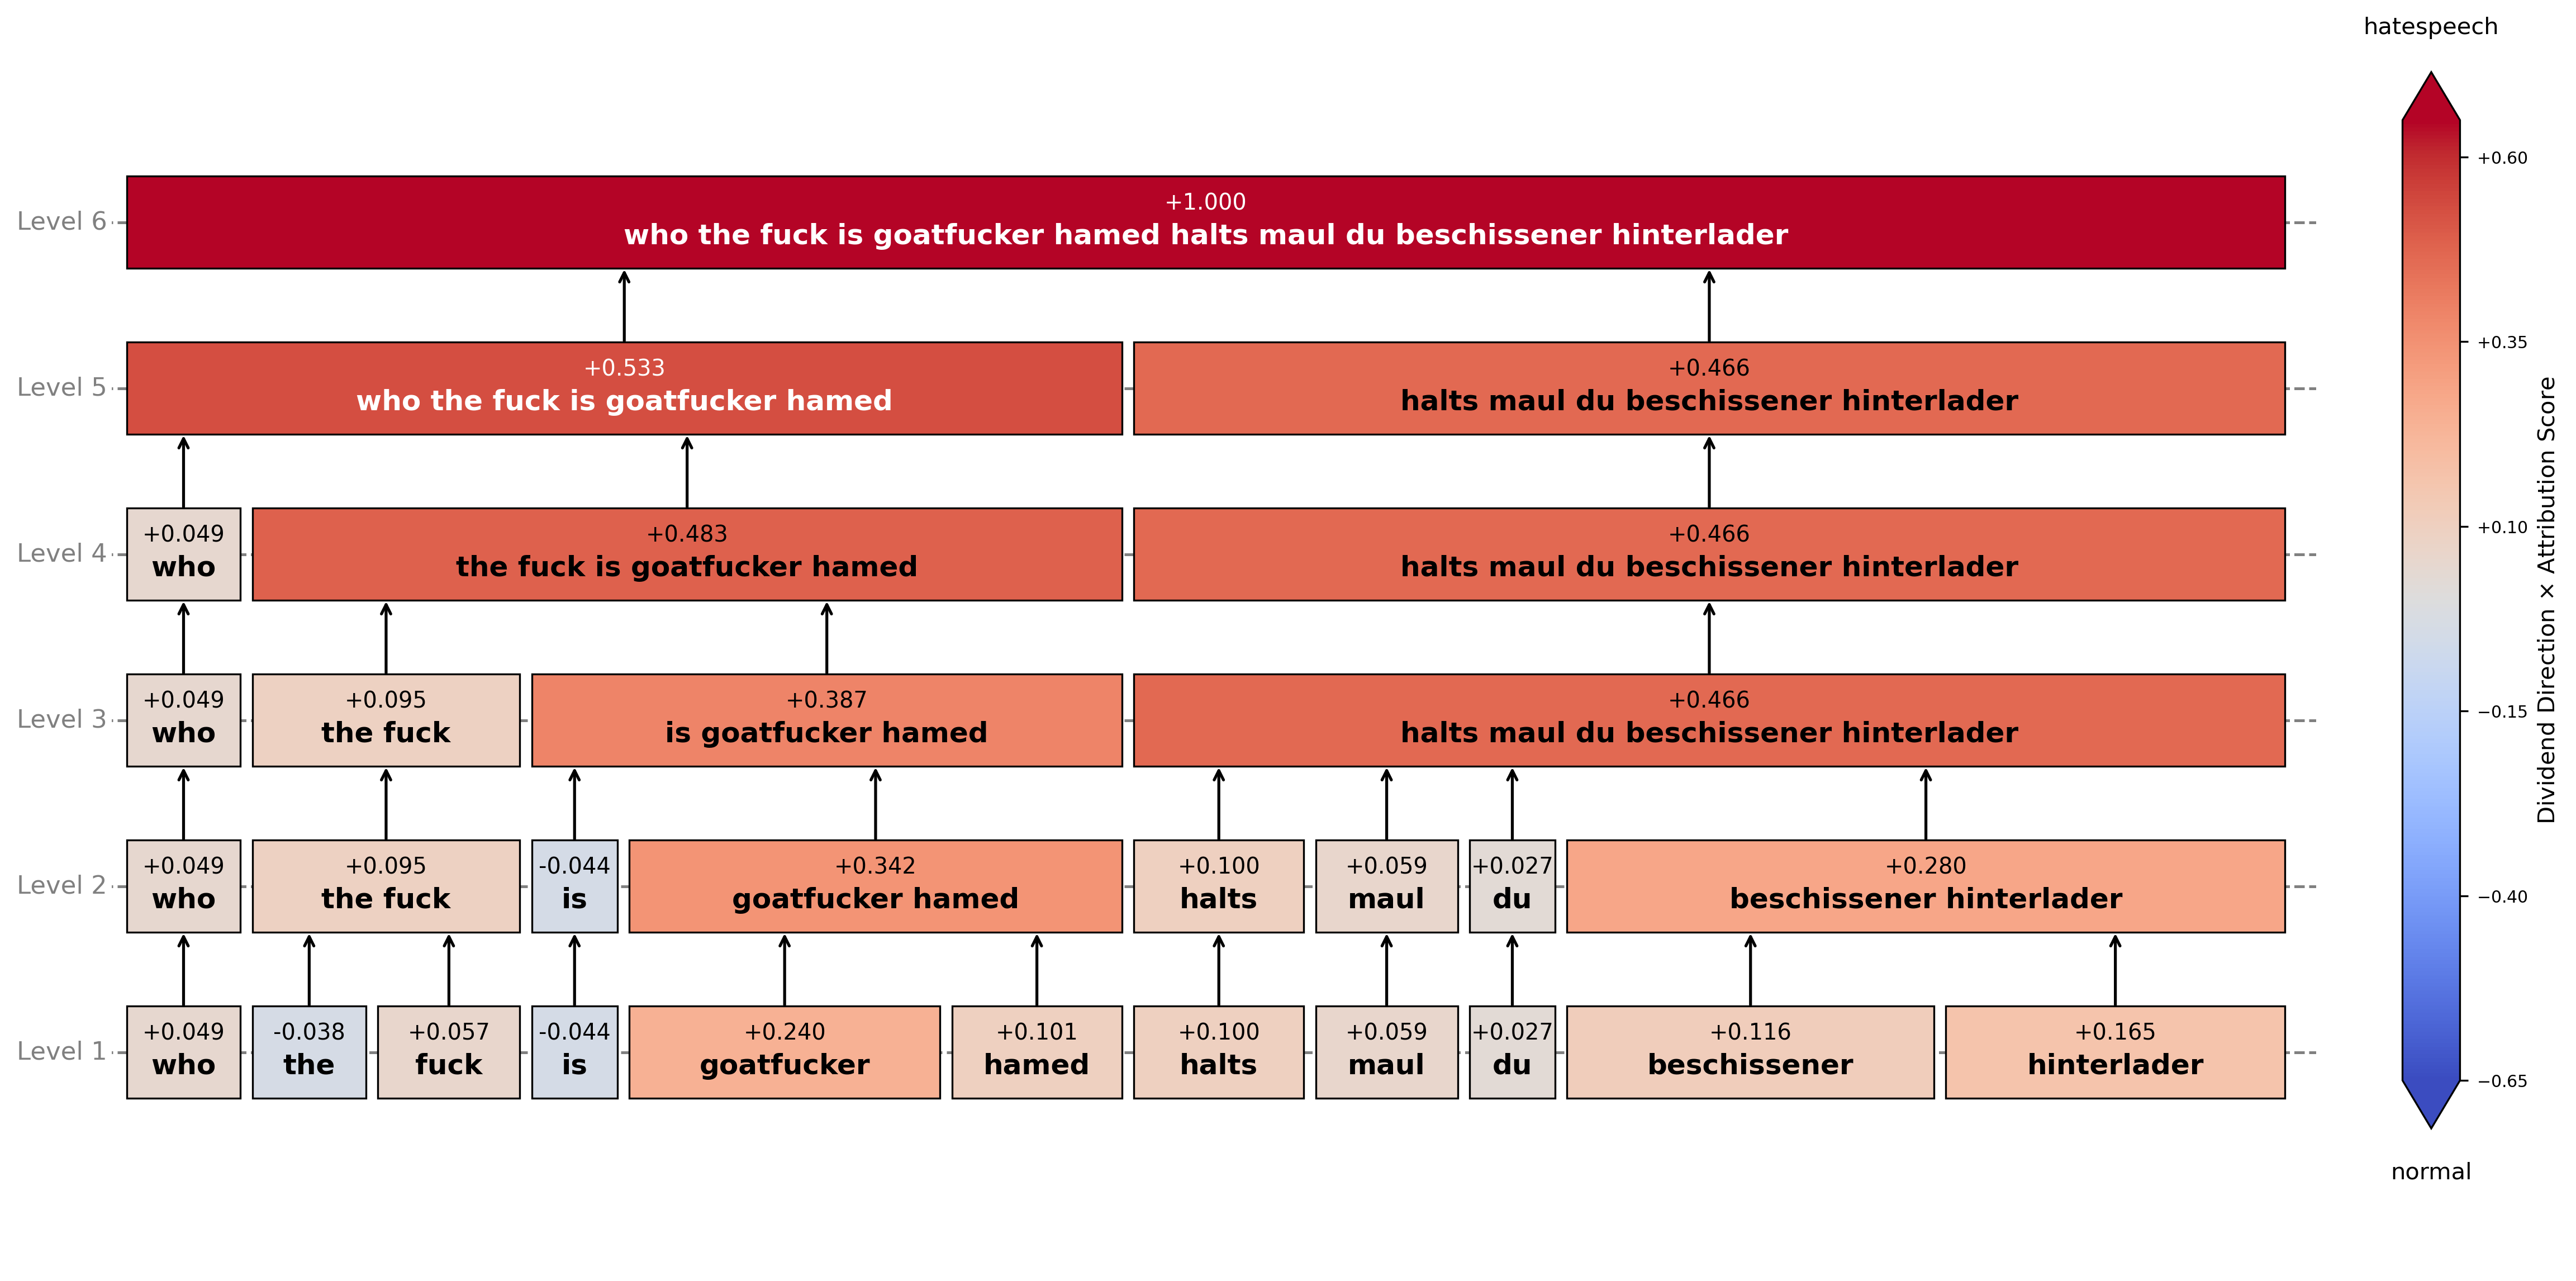 hatespeech
Level 6
+1.000
who the fuck is goatfucker hamed halts maul du beschissener hinterlader
Level 5
+0.533
who the fuck is goatfucker hamed
+0.466
halts maul du beschissener hinterlader
Level 4
+0.049
who
+0.483
the fuck is goatfucker hamed
+0.466
halts maul du beschissener hinterlader
Level 3
+0.049
who
+0.095
the fuck
+0.387
is goatfucker hamed
+0.466
halts maul du beschissener hinterlader
Level 2
+0.049
who
+0.095
the fuck
-0.044
is
+0.342
goatfucker hamed
+0.100
halts
+0.059
maul
+0.027
du
+0.280
beschissener hinterlader
Level 1
+0.049
who
-0.038
the
+0.057
fuck
-0.044
is
+0.240
goatfucker
+0.101
hamed
+0.100
halts
+0.059
maul
+0.027
du
+0.116
beschissener
+0.165
hinterlader
+0.60
+0.35
+0.10
−0.15
−0.40
−0.65
Dividend Direction × Attribution Score
normal